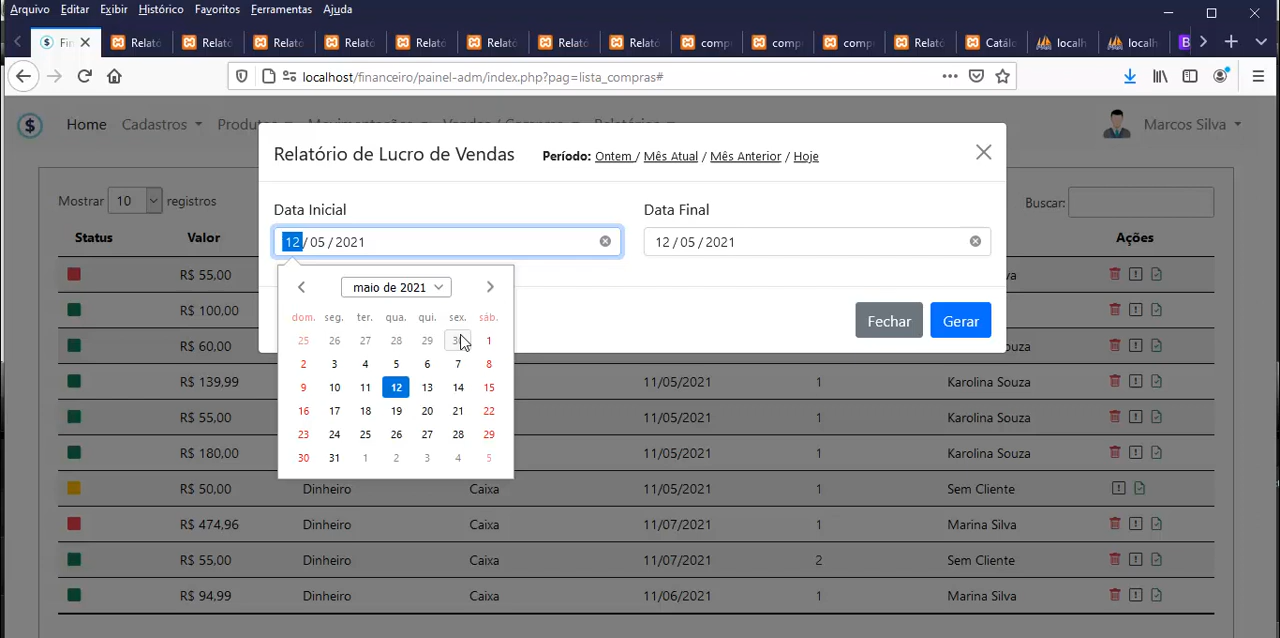 Arquivo Editar Exibir Histórico Favoritos Ferramentas Ajuda
$ Fin Relató Relató Relató Relató Relató Relató Relató Relató comp comp comp Relató Catálo localh localh B
localhost/financeiro/painel-adm/index.php?pag=lista_compras#
$ Home Cadastros Produ Marcos Silva
Relatório de Lucro de Vendas Período: Ontem / Mês Atual / Mês Anterior / Hoje
Mostrar 10 registros Buscar:
Data Inicial Data Final
Status Valor Ações
12/05/2021 12/05/2021
R$ 55,00
maio de 2021
R$ 100,00
dom. seg. ter. qua. qui. sex. sáb.
Fechar Gerar
25 26 27 28 29 30 1
R$ 60,00 ouza
2 3 4 5 6 7 8
R$ 139,99 11/05/2021 1 Karolina Souza
9 10 11 12 13 14 15
16 17 18 19 20 21 22
R$ 55,00 11/05/2021 1 Karolina Souza
23 24 25 26 27 28 29
R$ 180,00 11/05/2021 1 Karolina Souza
30 31 1 2 3 4 5
R$ 50,00 Dinheiro Caixa 11/05/2021 1 Sem Cliente
R$ 474,96 Dinheiro Caixa 11/07/2021 1 Marina Silva
R$ 55,00 Dinheiro Caixa 11/07/2021 2 Sem Cliente
R$ 94,99 Dinheiro Caixa 11/06/2021 1 Marina Silva